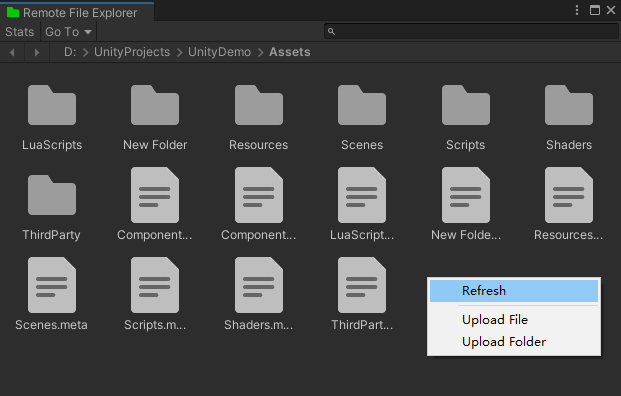 Remote File Explorer
Stats Go To
D: UnityProjects UnityDemo Assets
LuaScripts New Folder Resources Scenes Scripts Shaders
ThirdParty Component... Component... LuaScript... New Folde... Resources...
Scenes.meta Scripts.m... Shaders.m... ThirdPart...
Refresh
Upload File
Upload Folder